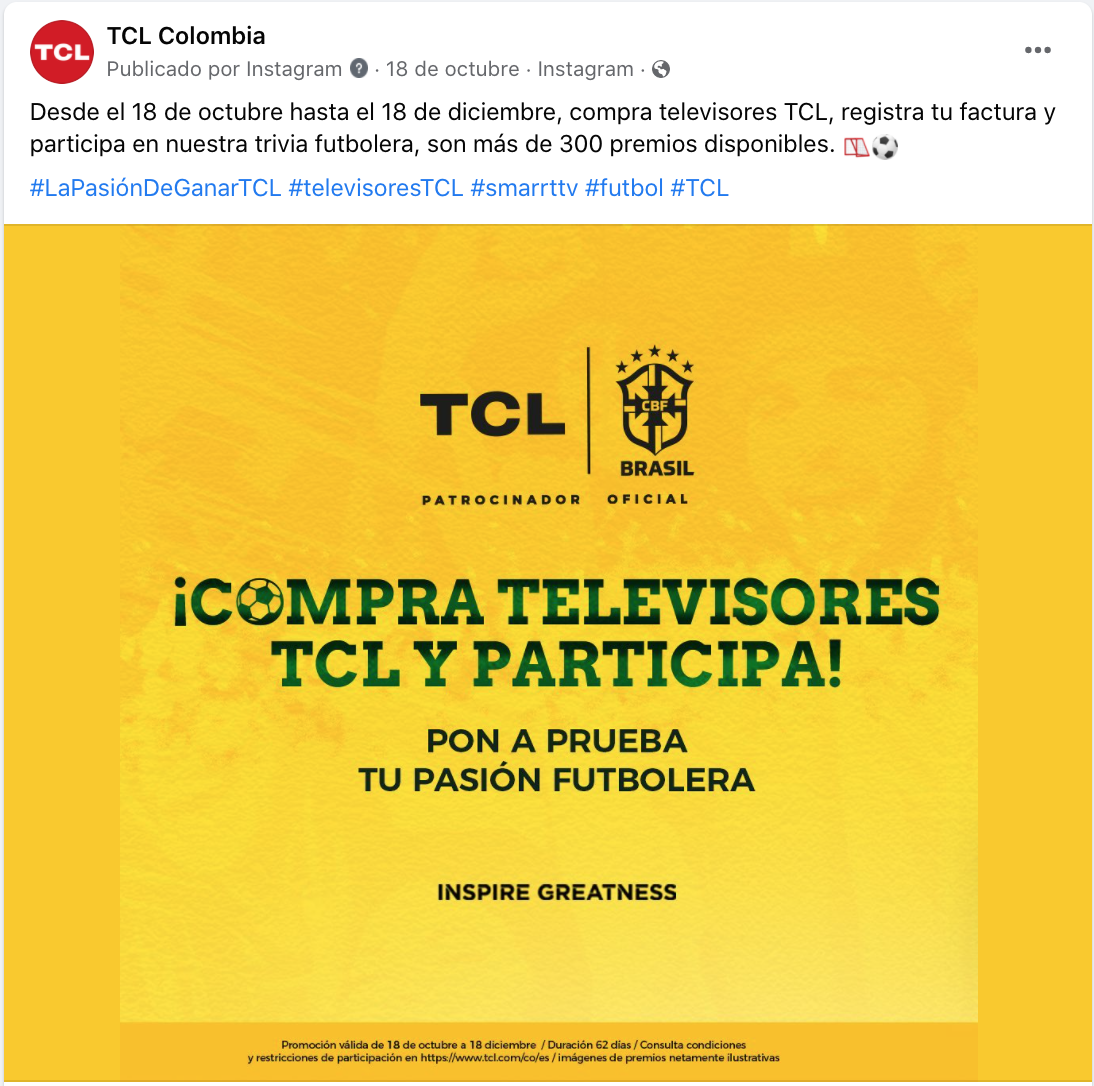 TCL
TCL Colombia
Publicado por Instagram · 18 de octubre · Instagram ·
Desde el 18 de octubre hasta el 18 de diciembre, compra televisores TCL, registra tu factura y
participa en nuestra trivia futbolera, son más de 300 premios disponibles.
#LaPasiónDeGanarTCL #televisoresTCL #smarrttv #futbol #TCL
TCL
CBF
BRASIL
PATROCINADOR OFICIAL
¡COMPRA TELEVISORES
TCL Y PARTICIPA!
PON A PRUEBA
TU PASIÓN FUTBOLERA
INSPIRE GREATNESS
Promoción válida de 18 de octubre a 18 diciembre / Duración 62 días / Consulta condiciones
y restricciones de participación en https://www.tcl.com/co/es / imágenes de premios netamente ilustrativas